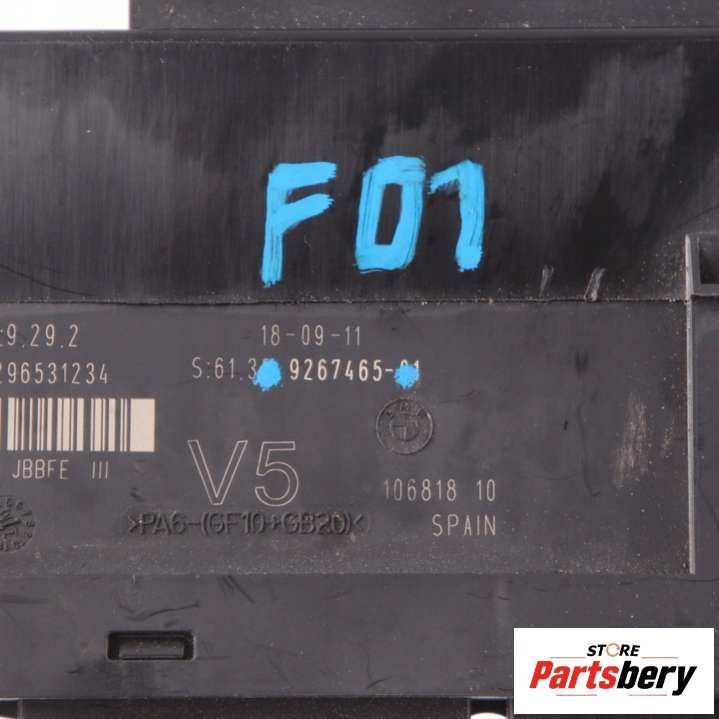 F01
:9.29.2
18-09-11
296531234
S:61.3 9267465-01
JBBFE III
V5
106818 10
>PA6-(GF10+GB20)<
SPAIN
STORE
Partsbery